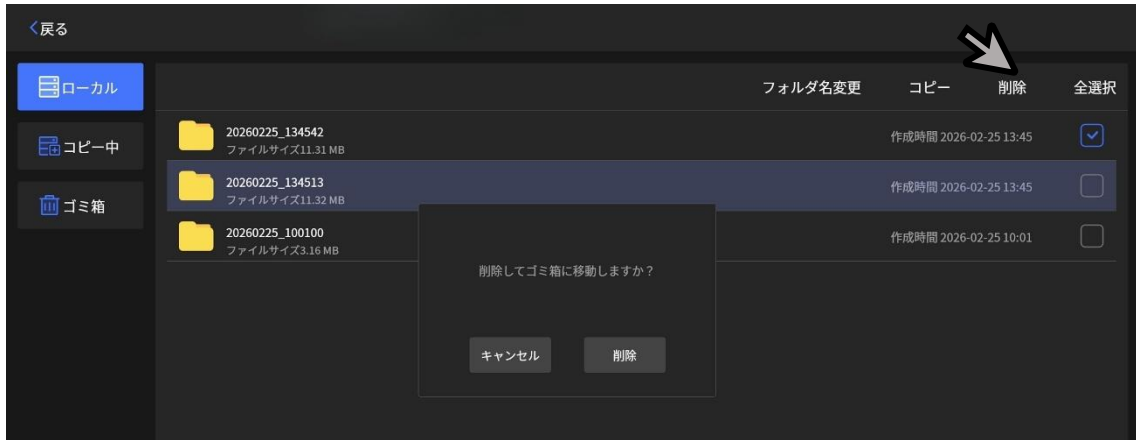 戻る
ローカル
コピー中
ゴミ箱
フォルダ名変更 コピー 削除 全選択
20260225_134542
ファイルサイズ11.31 MB
作成時間 2026-02-25 13:45
20260225_134513
ファイルサイズ11.32 MB
作成時間 2026-02-25 13:45
20260225_100100
ファイルサイズ3.16 MB
作成時間 2026-02-25 10:01
削除してゴミ箱に移動しますか？
キャンセル 削除